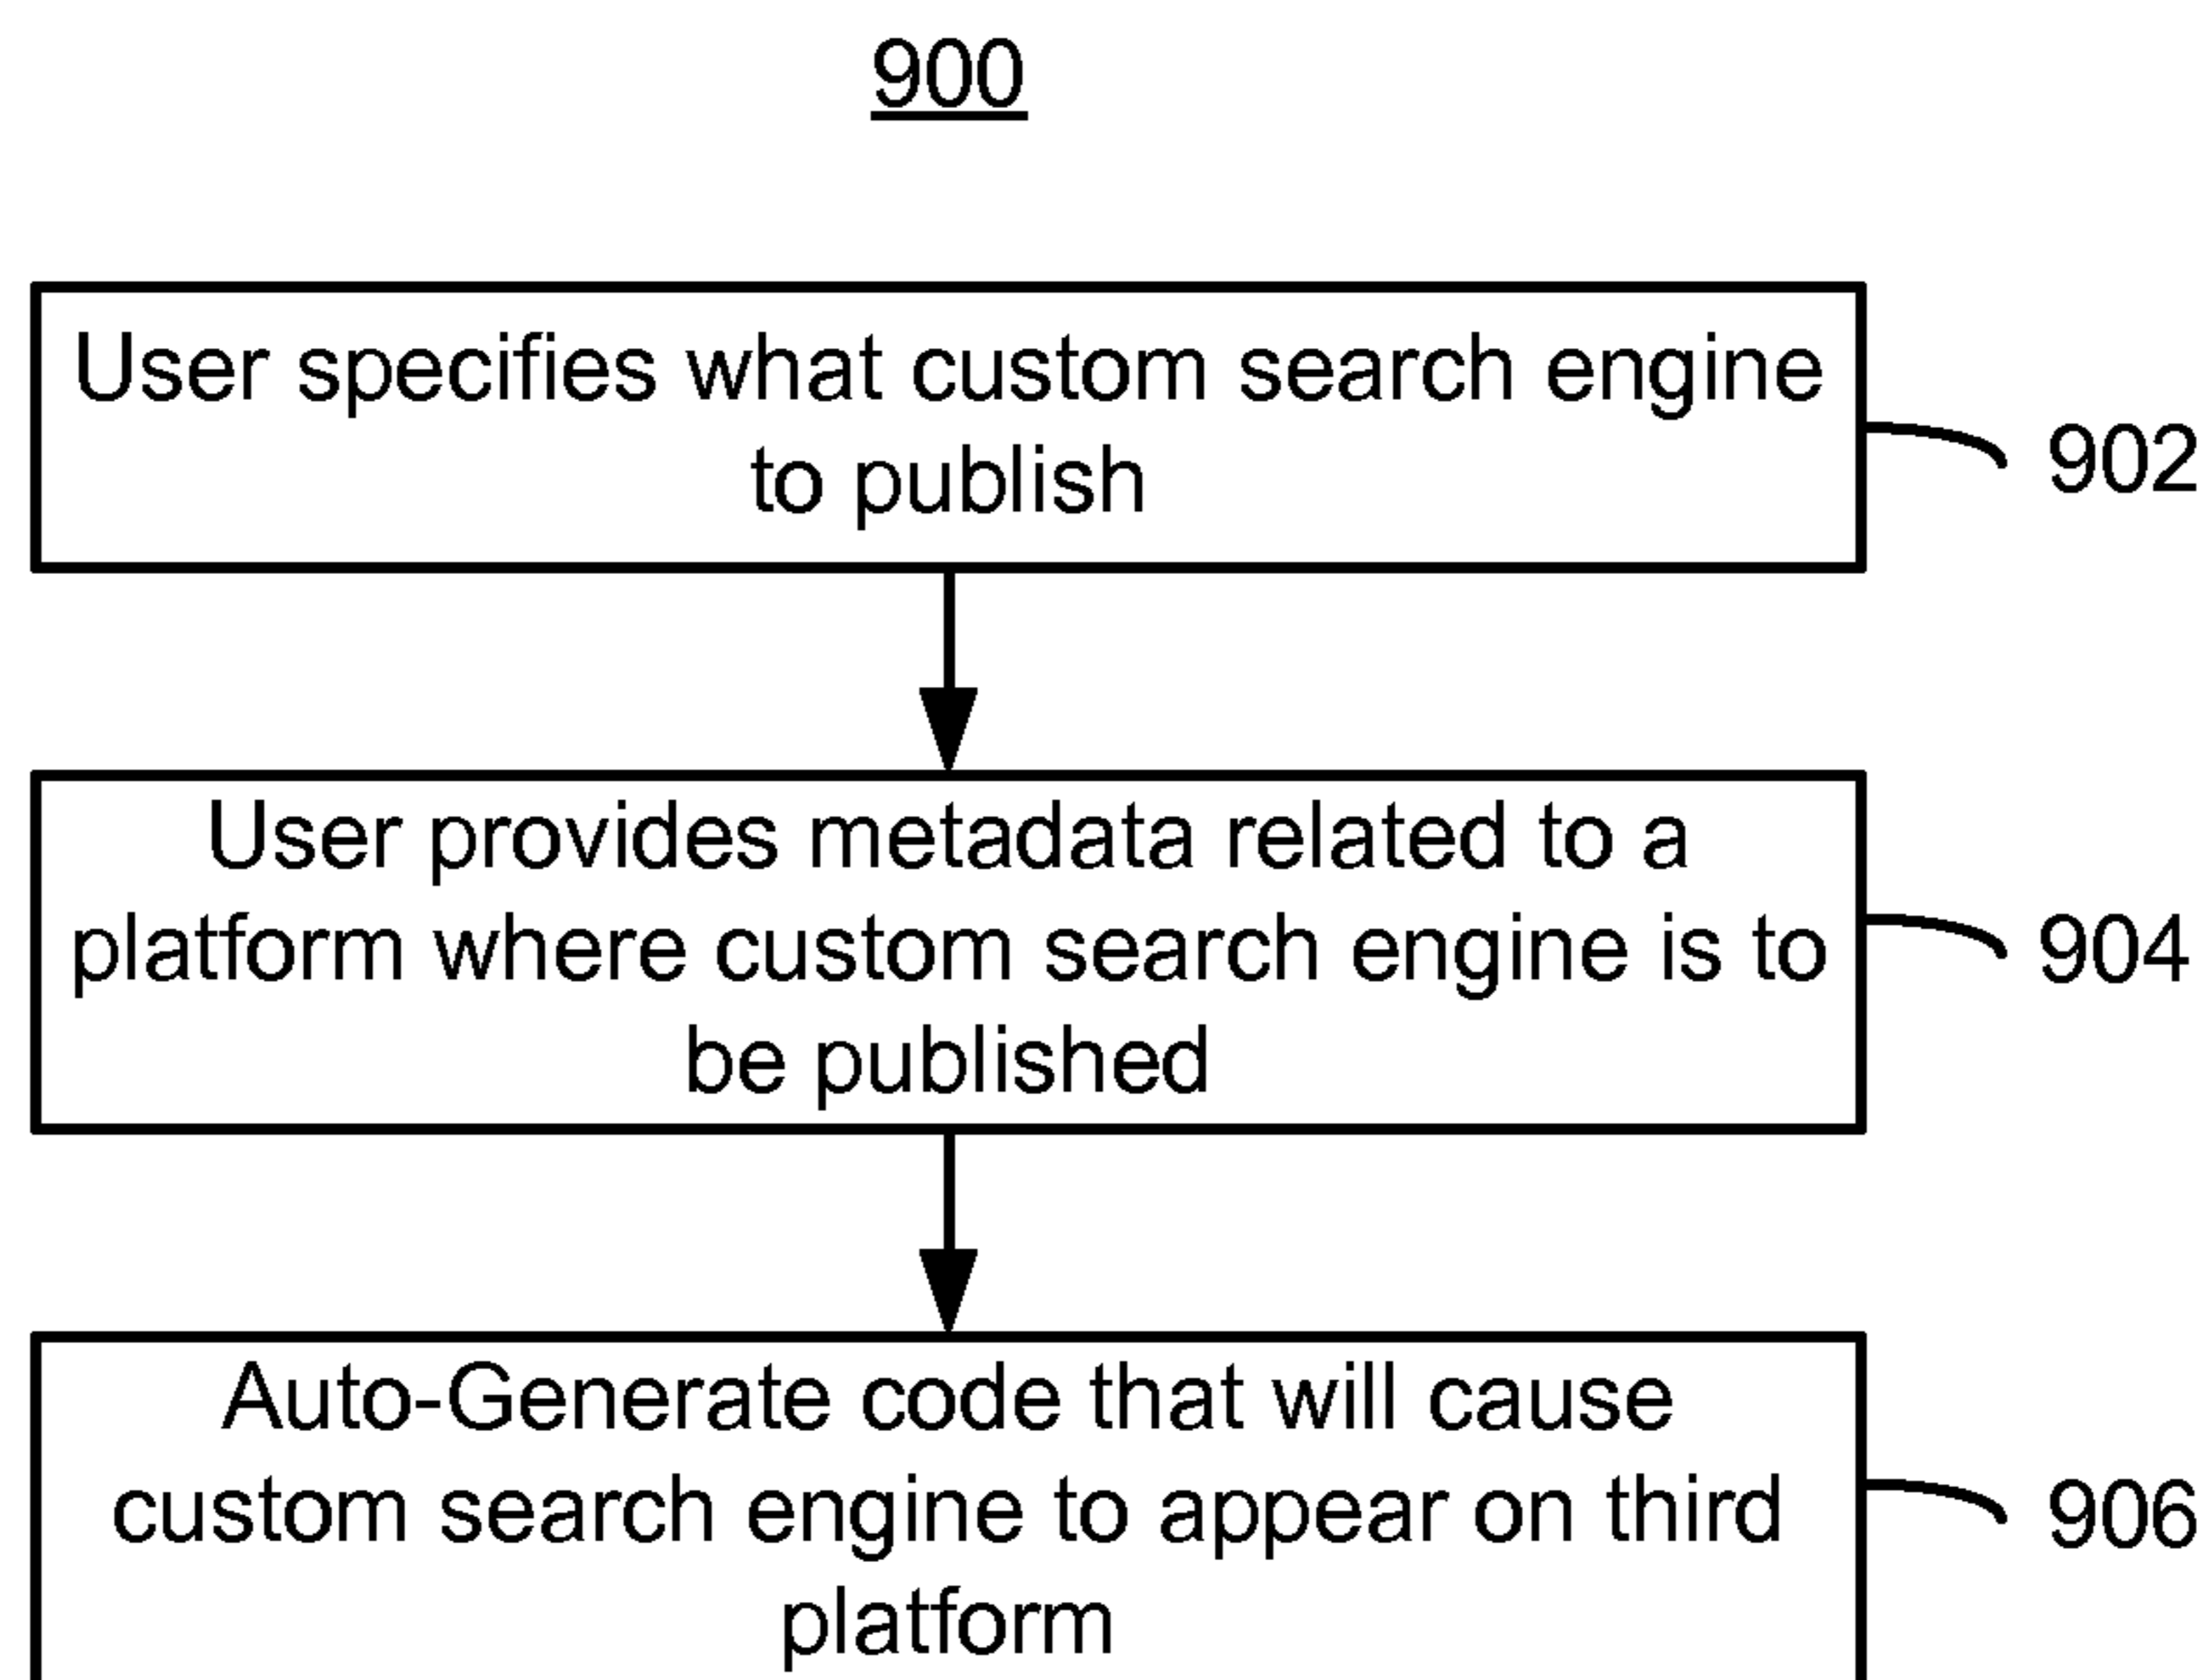 900
User specifies what custom search engine
to publish
902
User provides metadata related to a
platform where custom search engine is to
be published
904
Auto-Generate code that will cause
custom search engine to appear on third
platform
906